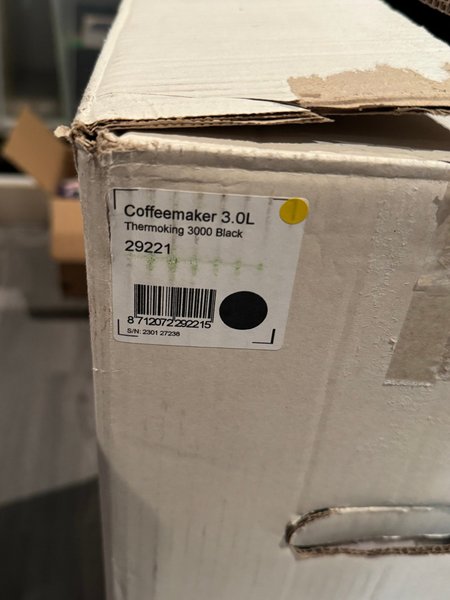 Coffeemaker 3.0L
Thermoking 3000 Black
29221
8 712072 292215
S/N: 2301 27236